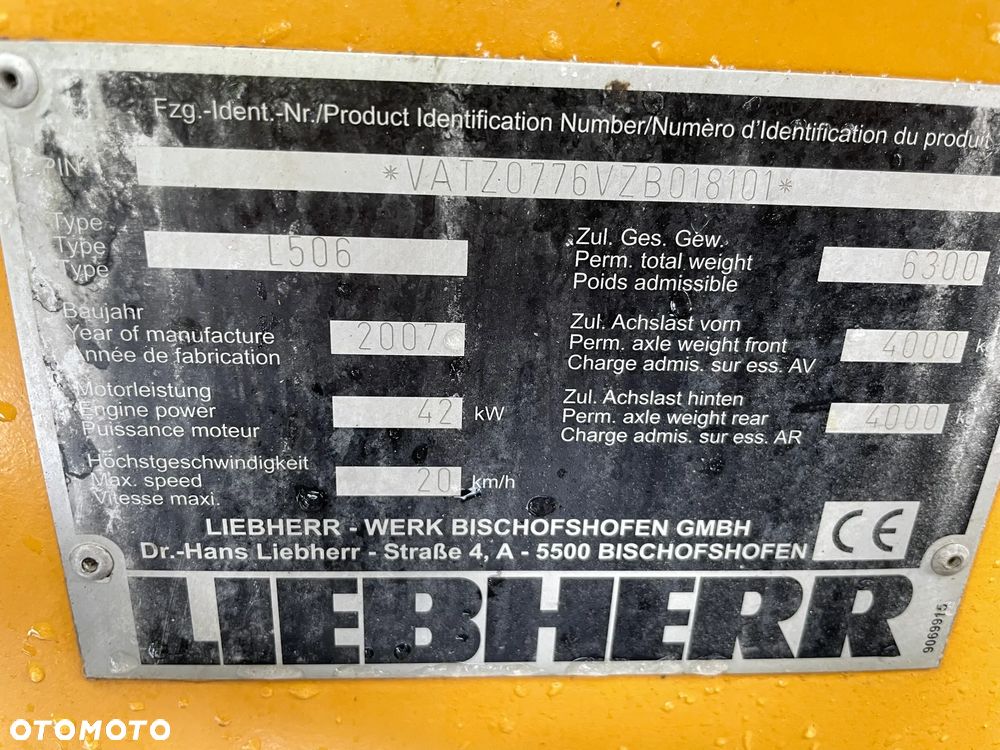 Fzg.-Ident.-Nr./Product Identification Number/Numèro d'Identification du produit
PIN *VATZ0776VZB018101*
Type
Type L506
Type
Zul. Ges. Gew.
Perm. total weight 6300
Poids admissible
Baujahr
Year of manufacture 2007
Année de fabrication
Zul. Achslast vorn
Perm. axle weight front 4000 kg
Charge admis. sur ess. AV
Motorleistung
Engine power 42 kW
Puissance moteur
Zul. Achslast hinten
Perm. axle weight rear 4000 kg
Charge admis. sur ess. AR
Höchstgeschwindigkeit
Max. speed 20 km/h
Vitesse maxi.
LIEBHERR - WERK BISCHOFSHOFEN GMBH
Dr.-Hans Liebherr - Straße 4, A - 5500 BISCHOFSHOFEN
CE
LIEBHERR
9069915
OTOMOTO